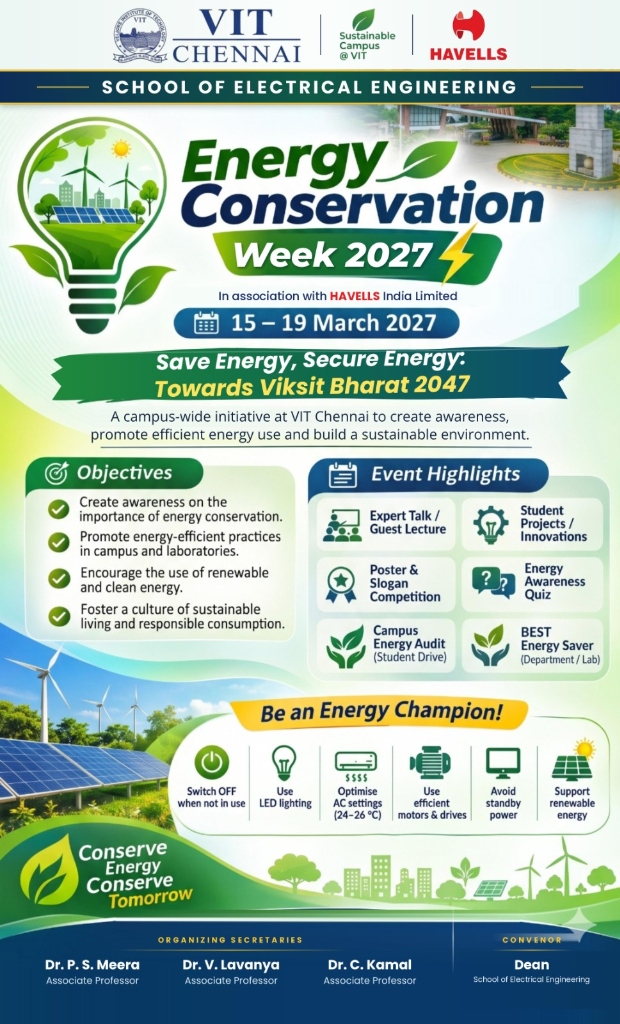 VIT
VIT
CHENNAI
Sustainable
Campus
@ VIT
HAVELLS
SCHOOL OF ELECTRICAL ENGINEERING
Energy
Conservation
Week 2027
In association with HAVELLS India Limited
15 – 19 March 2027
Save Energy, Secure Energy:
Towards Viksit Bharat 2047
A campus-wide initiative at VIT Chennai to create awareness,
promote efficient energy use and build a sustainable environment.
Objectives
Create awareness on the
importance of energy conservation.
Promote energy-efficient practices
in campus and laboratories.
Encourage the use of renewable
and clean energy.
Foster a culture of sustainable
living and responsible consumption.
Event Highlights
Expert Talk /
Guest Lecture
Student
Projects /
Innovations
Poster &
Slogan
Competition
Energy
Awareness
Quiz
Campus
Energy Audit
(Student Drive)
BEST
Energy Saver
(Department / Lab)
Be an Energy Champion!
Switch OFF
when not in use
Use
LED lighting
Optimise
AC settings
(24–26 °C)
Use
efficient
motors & drives
Avoid
standby
power
Support
renewable
energy
Conserve
Energy
Conserve
Tomorrow
ORGANIZING SECRETARIES
Dr. P. S. Meera
Associate Professor
Dr. V. Lavanya
Associate Professor
Dr. C. Kamal
Associate Professor
CONVENOR
Dean
School of Electrical Engineering